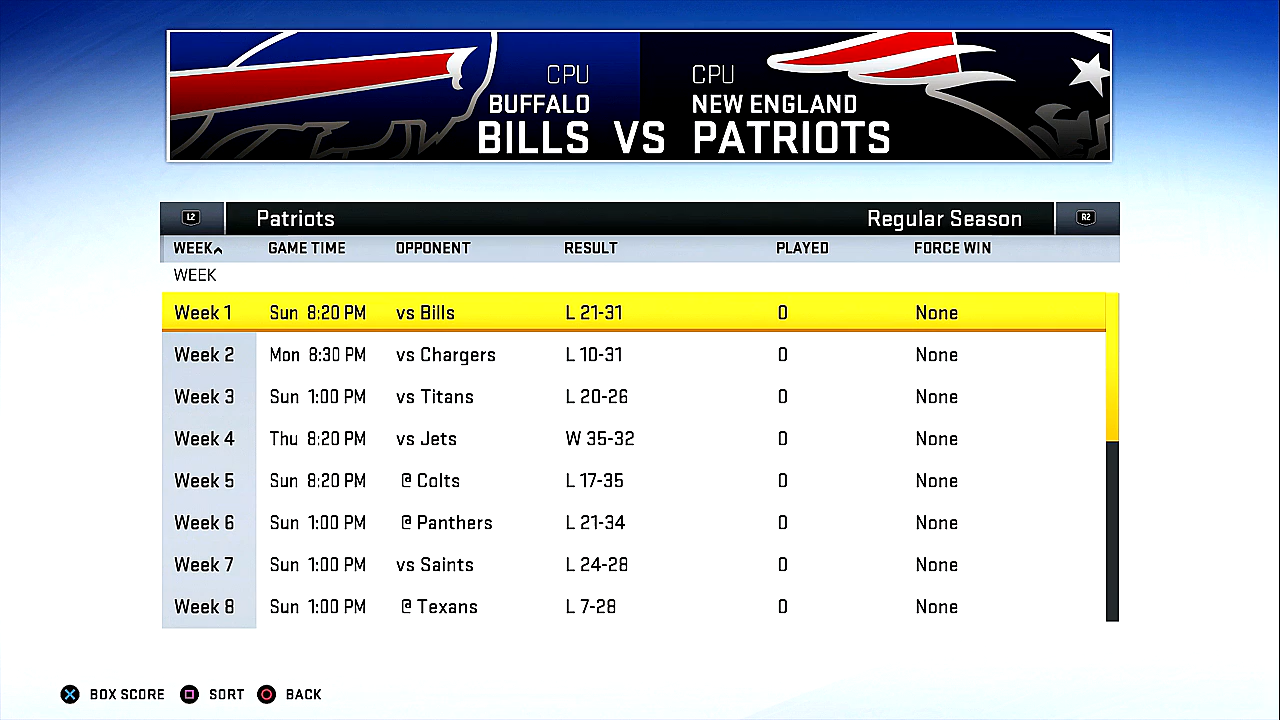 CPU CPU
BUFFALO NEW ENGLAND
BILLS VS PATRIOTS
L2 Patriots Regular Season R2
WEEK GAME TIME OPPONENT RESULT PLAYED FORCE WIN
WEEK
Week 1 Sun 8:20 PM vs Bills L 21-31 0 None
Week 2 Mon 8:30 PM vs Chargers L 10-31 0 None
Week 3 Sun 1:00 PM vs Titans L 20-26 0 None
Week 4 Thu 8:20 PM vs Jets W 35-32 0 None
Week 5 Sun 8:20 PM @ Colts L 17-35 0 None
Week 6 Sun 1:00 PM @ Panthers L 21-34 0 None
Week 7 Sun 1:00 PM vs Saints L 24-28 0 None
Week 8 Sun 1:00 PM @ Texans L 7-28 0 None
BOX SCORE SORT BACK